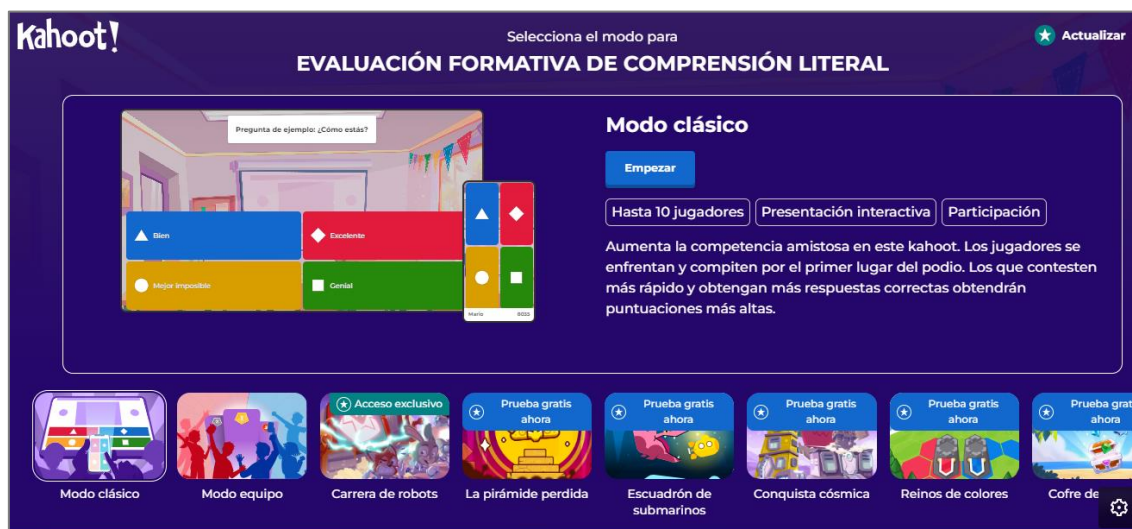 Kahoot!
Selecciona el modo para
Actualizar
EVALUACIÓN FORMATIVA DE COMPRENSIÓN LITERAL
Pregunta de ejemplo: ¿Cómo estás?
Bien
Excelente
Mejor imposible
Genial
Mario 8035
Modo clásico
Empezar
Hasta 10 jugadores Presentación interactiva Participación
Aumenta la competencia amistosa en este kahoot. Los jugadores se
enfrentan y compiten por el primer lugar del podio. Los que contesten
más rápido y obtengan más respuestas correctas obtendrán
puntuaciones más altas.
Modo clásico
Modo equipo
Acceso exclusivo
Carrera de robots
Prueba gratis
ahora
La pirámide perdida
Prueba gratis
ahora
Escuadrón de
submarinos
Prueba gratis
ahora
Conquista cósmica
Prueba gratis
ahora
Reinos de colores
Prueba grat
ahora
Cofre de